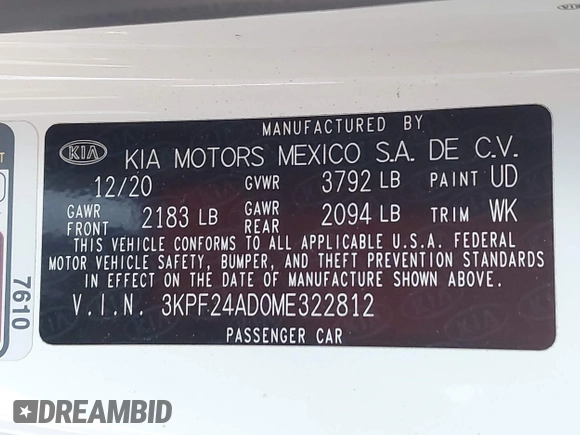 MANUFACTURED BY
KIA KIA MOTORS MEXICO S.A. DE C.V.
12/20 GVWR 3792 LB PAINT UD
GAWR FRONT 2183 LB GAWR REAR 2094 LB TRIM WK
THIS VEHICLE CONFORMS TO ALL APPLICABLE U.S.A. FEDERAL
MOTOR VEHICLE SAFETY, BUMPER, AND THEFT PREVENTION STANDARDS
IN EFFECT ON THE DATE OF MANUFACTURE SHOWN ABOVE.
V.I.N. 3KPF24AD0ME322812
PASSENGER CAR
7610
DREAMBID